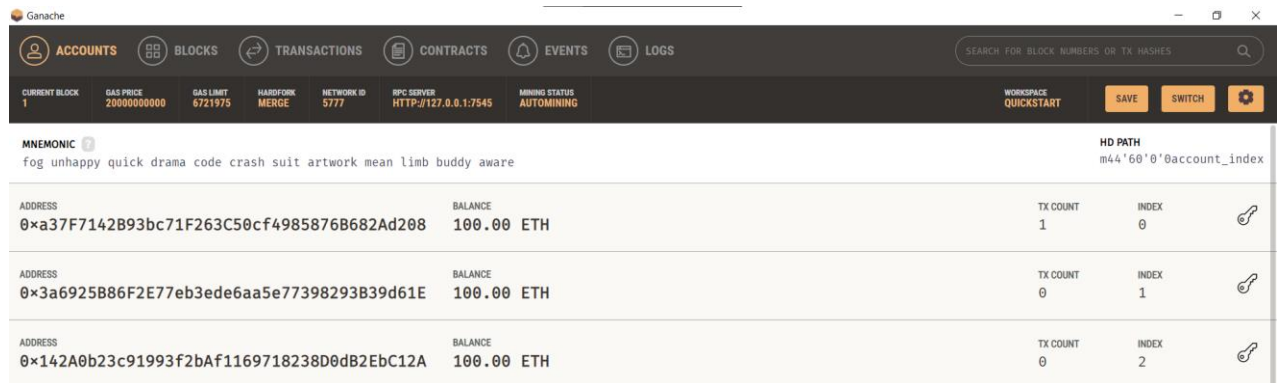 Ganache
ACCOUNTS BLOCKS TRANSACTIONS CONTRACTS EVENTS LOGS SEARCH FOR BLOCK NUMBERS OR TX HASHES
CURRENT BLOCK GAS PRICE GAS LIMIT HARDFORK NETWORK ID RPC SERVER MINING STATUS WORKSPACE
1 20000000000 6721975 MERGE 5777 HTTP://127.0.0.1:7545 AUTOMINING QUICKSTART SAVE SWITCH
MNEMONIC ? HD PATH
fog unhappy quick drama code crash suit artwork mean limb buddy aware m44'60'0'0account_index
ADDRESS BALANCE TX COUNT INDEX
0×a37F7142B93bc71F263C50cf4985876B682Ad208 100.00 ETH 1 0
ADDRESS BALANCE TX COUNT INDEX
0×3a6925B86F2E77eb3ede6aa5e77398293B39d61E 100.00 ETH 0 1
ADDRESS BALANCE TX COUNT INDEX
0×142A0b23c91993f2bAf1169718238D0dB2EbC12A 100.00 ETH 0 2